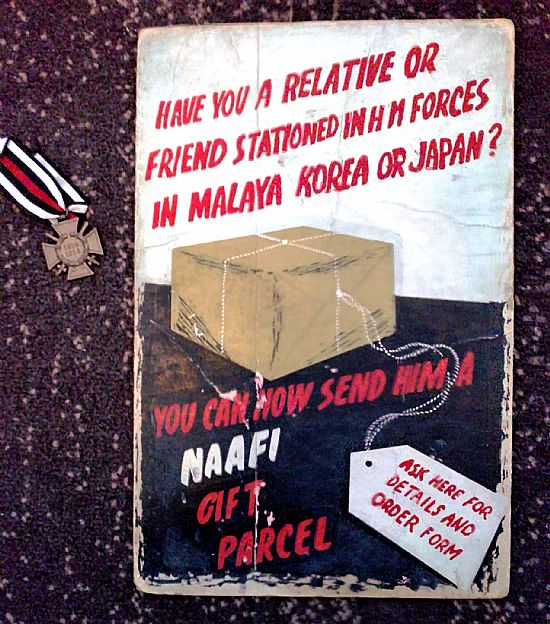 HAVE YOU A RELATIVE OR
FRIEND STATIONED IN H M FORCES
IN MALAYA KOREA OR JAPAN?
YOU CAN NOW SEND HIM A
NAAFI
GIFT
PARCEL
ASK HERE FOR
DETAILS AND
ORDER FORM